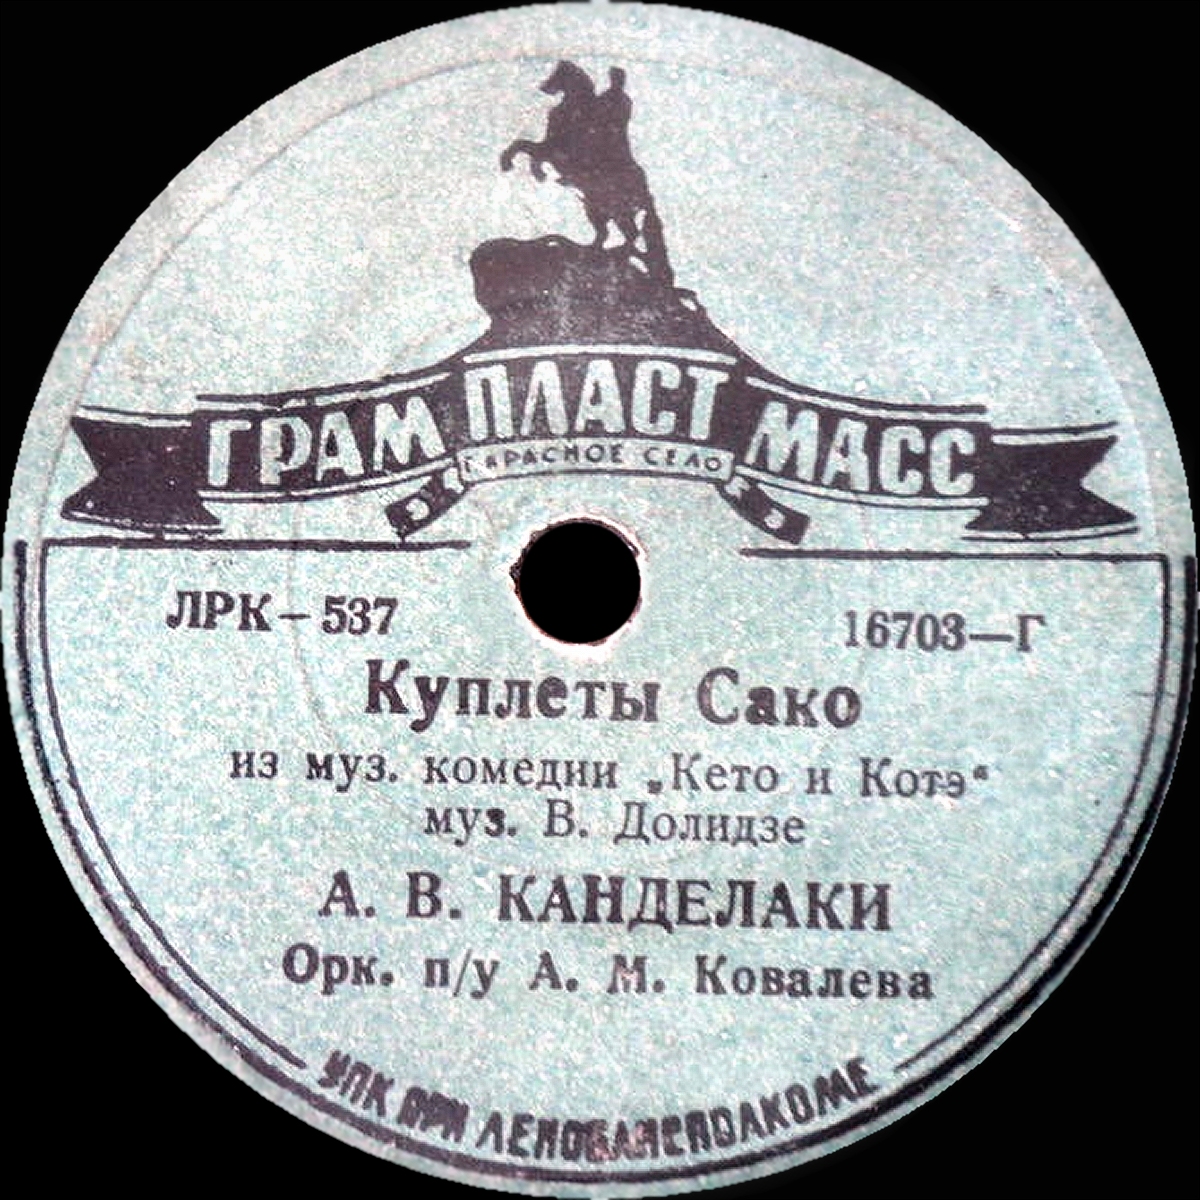 ГРАМ ПЛАСТ МАСС
Г. КРАСНОЕ СЕЛО
ЛРК – 537
16703—Г
Куплеты Сако
из муз. комедии „Кето и Котэ“
муз. В. Долидзе
А. В. КАНДЕЛАКИ
Орк. п/у А. М. Ковалева
УПК ПРИ ЛЕНОБЛИСПОЛКОМЕ